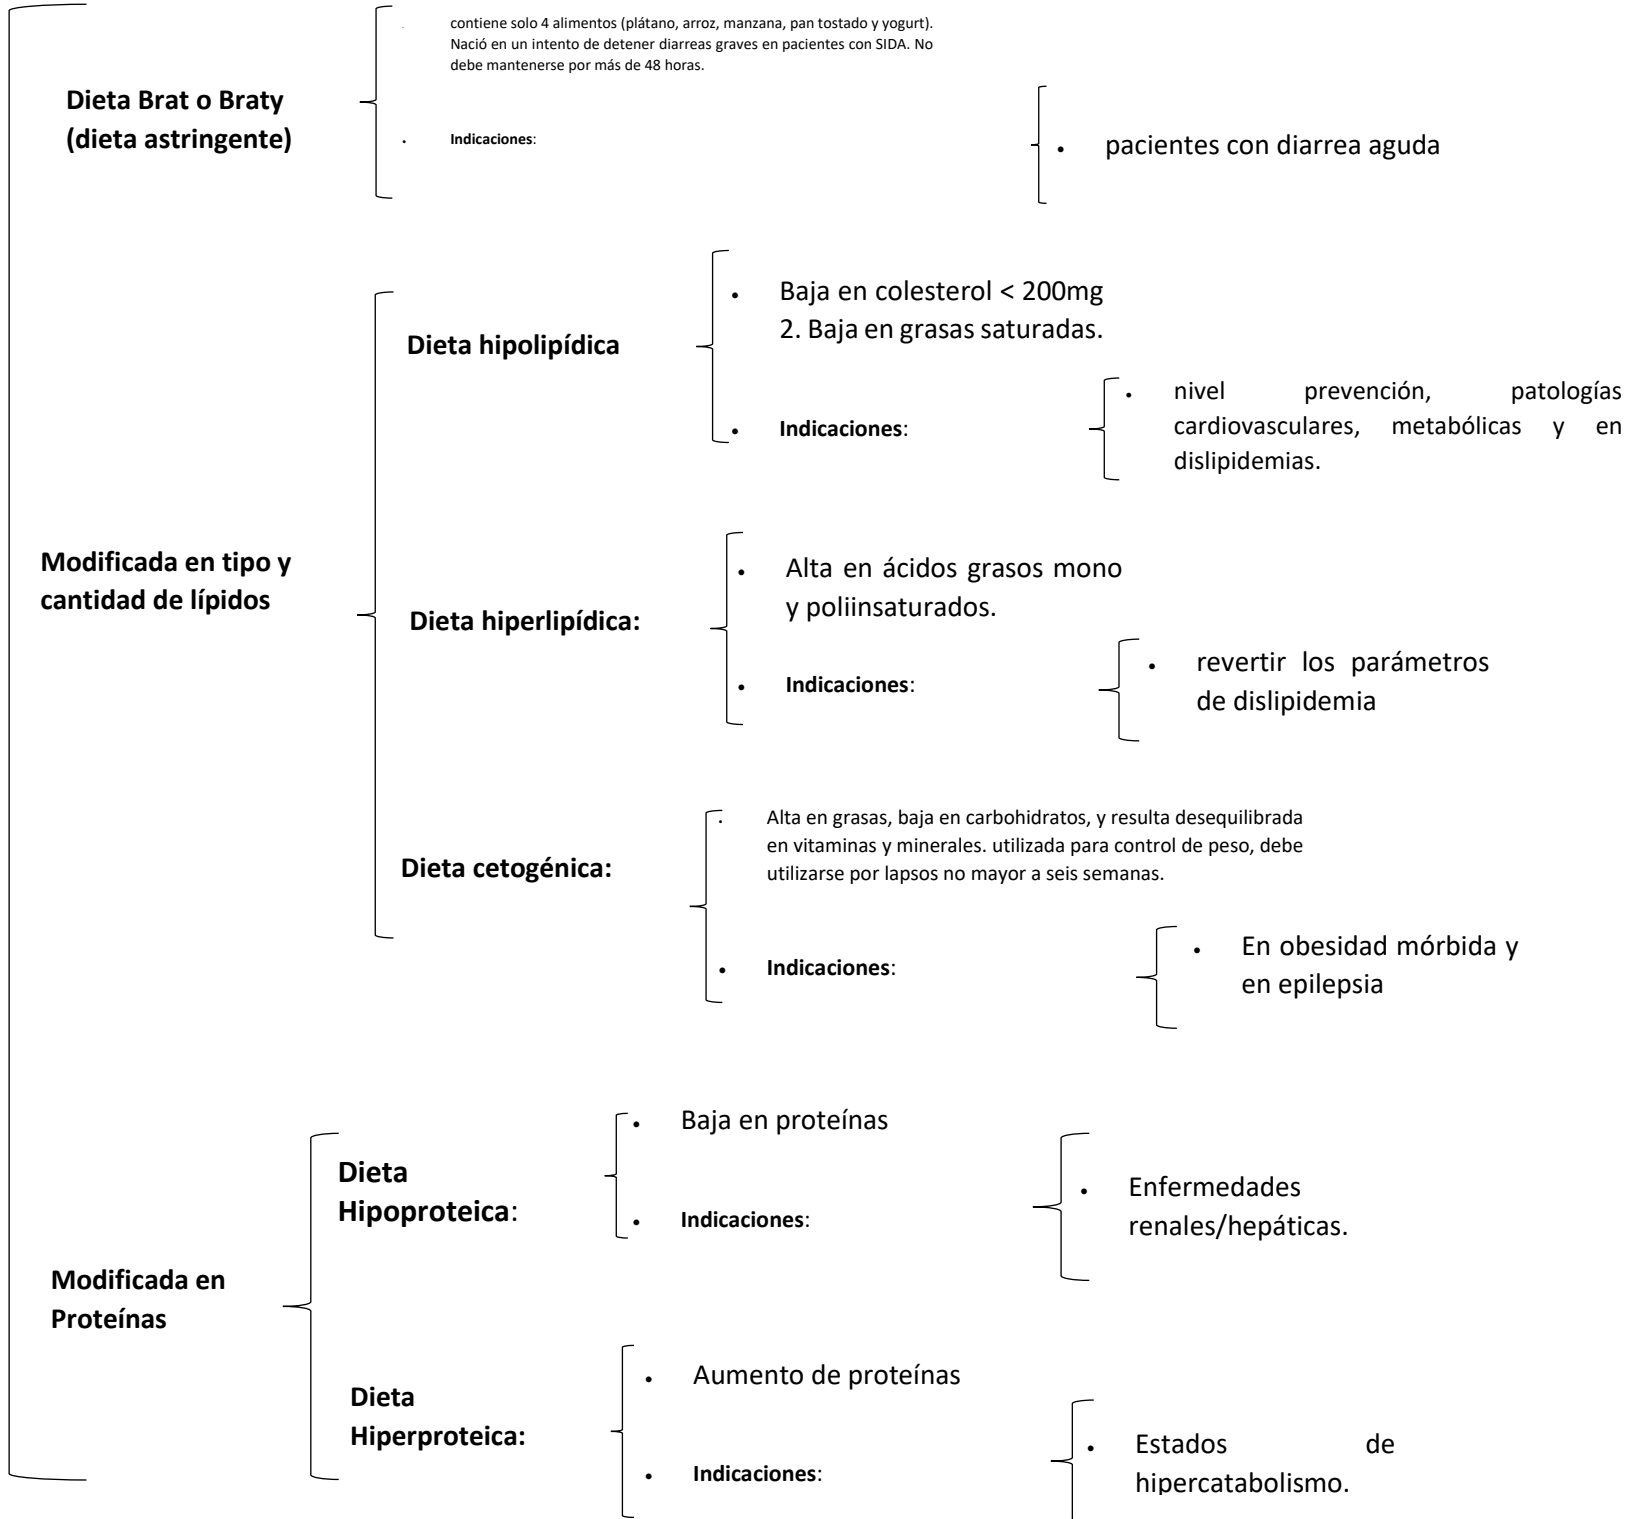 contiene solo 4 alimentos (plátano, arroz, manzana, pan tostado y yogurt).
Nació en un intento de detener diarreas graves en pacientes con SIDA. No
debe mantenerse por más de 48 horas.
Dieta Brat o Braty
(dieta astringente)
• Indicaciones:
• pacientes con diarrea aguda
Modificada en tipo y
cantidad de lípidos
Dieta hipolipídica
• Baja en colesterol < 200mg
2. Baja en grasas saturadas.
• Indicaciones:
• nivel prevención, patologías
cardiovasculares, metabólicas y en
dislipidemias.
Dieta hiperlipídica:
• Alta en ácidos grasos mono
y poliinsaturados.
• Indicaciones:
• revertir los parámetros
de dislipidemia
Dieta cetogénica:
• Alta en grasas, baja en carbohidratos, y resulta desequilibrada
en vitaminas y minerales. utilizada para control de peso, debe
utilizarse por lapsos no mayor a seis semanas.
• Indicaciones:
• En obesidad mórbida y
en epilepsia
Modificada en
Proteínas
Dieta
Hipoproteica:
• Baja en proteínas
• Indicaciones:
• Enfermedades
renales/hepáticas.
Dieta
Hiperproteica:
• Aumento de proteínas
• Indicaciones:
• Estados de
hipercatabolismo.